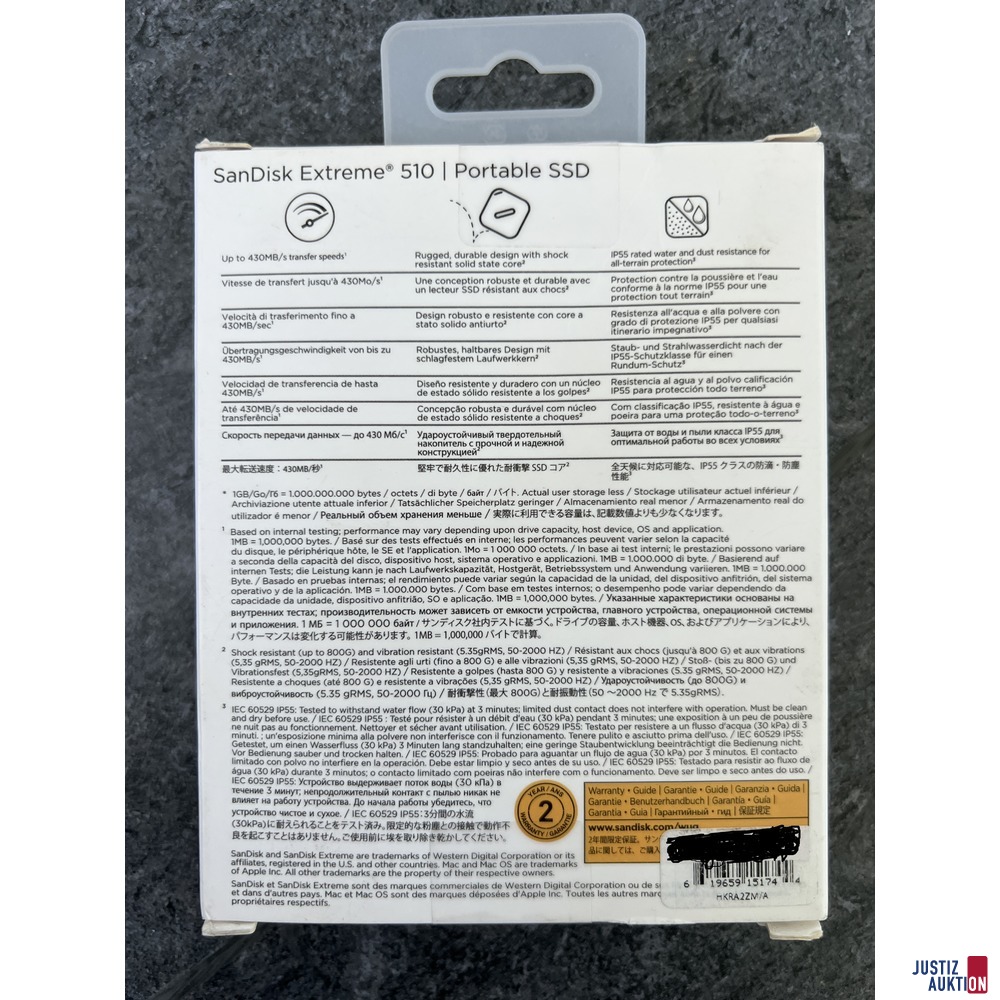 SanDisk Extreme® 510 | Portable SSD
Up to 430MB/s transfer speeds¹
Rugged, durable design with shock
resistant solid state core²
IP55 rated water and dust resistance for
all-terrain protection³
Vitesse de transfert jusqu'à 430Mo/s¹
Une conception robuste et durable avec
un lecteur SSD résistant aux chocs²
Protection contre la poussière et l'eau
conforme à la norme IP55 pour une
protection tout terrain³
Velocità di trasferimento fino a
430MB/sec¹
Design robusto e resistente con core a
stato solido antiurto²
Resistenza all'acqua e alla polvere con
grado di protezione IP55 per qualsiasi
itinerario impegnativo³
Übertragungsgeschwindigkeit von bis zu
430MB/s¹
Robustes, haltbares Design mit
schlagfestem Laufwerkkern²
Staub- und Strahlwasserdicht nach der
IP55-Schutzklasse für einen
Rundum-Schutz³
Velocidad de transferencia de hasta
430MB/s¹
Diseño resistente y duradero con un núcleo
de estado sólido resistente a los golpes²
Resistencia al agua y al polvo calificación
IP55 para protección todo terreno³
Até 430MB/s de velocidade de
transferência¹
Concepção robusta e durável com núcleo
de estado sólido resistente a choques²
Com classificação IP55, resistente à água e
poeira para uma proteção todo-o-terreno³
Скорость передачи данных — до 430 Мб/с¹
Удароустойчивый твердотельный
накопитель с прочной и надежной
конструкцией²
Защита от воды и пыли класса IP55 для
оптимальной работы во всех условиях³
最大転送速度：430MB/秒¹
堅牢で耐久性に優れた耐衝撃 SSD コア²
全天候に対応可能な、IP55 クラスの防滴・防塵
性能³
* 1GB/Go/Гб = 1.000.000.000 bytes / octets / di byte / байт / バイト. Actual user storage less / Stockage utilisateur actuel inférieur /
Archiviazione utente attuale inferiore / Tatsächlicher Speicherplatz geringer / Almacenamiento real menor / Armazenamento real do
utilizador é menor / Реальный объем хранения меньше / 実際に利用できる容量は、記載数値よりも少なくなります。
¹ Based on internal testing; performance may vary depending upon drive capacity, host device, OS and application.
1MB = 1,000,000 bytes. / Basé sur des tests effectués en interne; les performances peuvent varier selon la capacité
du disque, le périphérique hôte, le SE et l'application. 1Mo = 1 000 000 octets. / In base ai test interni; le prestazioni possono variare
a seconda della capacità del disco, dispositivo host, sistema operativo e applicazioni. 1MB = 1.000.000 di byte. / Basierend auf
internen Tests; die Leistung kann je nach Laufwerkskapazität, Hostgerät, Betriebssystem und Anwendung variieren. 1MB = 1.000.000
Byte. / Basado en pruebas internas; el rendimiento puede variar según la capacidad de la unidad, del dispositivo anfitrión, del sistema
operativo y de la aplicación. 1MB = 1.000.000 bytes. / Com base em testes internos; o desempenho pode variar dependendo da
capacidade da unidade, dispositivo anfitrião, SO e aplicação. 1MB = 1,000,000 bytes. / Указанные характеристики основаны на
внутренних тестах; производительность может зависеть от емкости устройства, главного устройства, операционной системы
и приложения. 1 МБ = 1 000 000 байт / サンディスク社内テストに基づく。ドライブの容量、ホスト機器、OS、およびアプリケーションにより、
パフォーマンスは変化する可能性があります。1MB = 1,000,000 バイトで計算。
² Shock resistant (up to 800G) and vibration resistant (5.35gRMS, 50-2000 HZ) / Résistant aux chocs (jusqu'à 800 G) et aux vibrations
(5,35 gRMS, 50-2000 HZ) / Resistente agli urti (fino a 800 G) e alle vibrazioni (5,35 gRMS, 50-2000 HZ) / Stoß- (bis zu 800 G) und
Vibrationsfest (5,35gRMS, 50-2000 HZ) / Resistente a golpes (hasta 800 G) y resistente a vibraciones (5.35 gRMS, 50-2000 HZ) /
Resistente a choques (até 800 G) e resistente a vibrações (5,35 gRMS, 50-2000 HZ) / Удароустойчивость (до 800G) и
виброустойчивость (5.35 gRMS, 50-2000 Гц) / 耐衝撃性（最大 800G）と耐振動性（50 〜2000 Hz で 5.35gRMS）.
³ IEC 60529 IP55: Tested to withstand water flow (30 kPa) at 3 minutes; limited dust contact does not interfere with operation. Must be clean
and dry before use. / IEC 60529 IP55 : Testé pour résister à un débit d'eau (30 kPa) pendant 3 minutes; une exposition à un peu de poussière
ne nuit pas au fonctionnement. Nettoyer et sécher avant utilisation. / IEC 60529 IP55: Testato per resistere a un flusso d'acqua (30 kPa) di 3
minuti. : un'esposizione minima alla polvere non interferisce con il funzionamento. Tenere pulito e asciutto prima dell'uso. / IEC 60529 IP55:
Getestet, um einen Wasserfluss (30 kPa) 3 Minuten lang standzuhalten; eine geringe Staubentwicklung beeinträchtigt die Bedienung nicht.
Vor Bedienung sauber und trocken halten. / IEC 60529 IP55: Probado para aguantar un flujo de agua (30 kPa) por 3 minutos. El contacto
limitado con polvo no interfiere en la operación. Debe estar limpio y seco antes de su uso. / IEC 60529 IP55: Testado para resistir ao fluxo de
água (30 kPa) durante 3 minutos; o contacto limitado com poeiras não interfere com o funcionamento. Deve ser limpo e seco antes do uso. /
IEC 60529 IP55: Устройство выдерживает поток воды (30 кПа) в
течение 3 минут; непродолжительный контакт с пылью никак не
влияет на работу устройства. До начала работы убедитесь, что
устройство чистое и сухое. / IEC 60529 IP55:3分間の水流
(30kPa)に耐えられることをテスト済み。限定的な粉塵との接触で動作不
良を起こすことはありません。ご使用前に埃を取り除き乾かしてください。
YEAR / ANS
2
WARRANTY / GARANTIE
Warranty • Guide | Garantie • Guide | Garanzia • Guida |
Garantie • Benutzerhandbuch | Garantía • Guía |
Garantia • Guia | Гарантийный • гид | 保証規定
www.sandisk.com/wug
2年間限定保証。サン
品に関しては、ご購入
SanDisk and SanDisk Extreme are trademarks of Western Digital Corporation or its
affiliates, registered in the U.S. and other countries. Mac and Mac OS are trademarks
of Apple Inc. All other trademarks are the property of their respective owners.
SanDisk et SanDisk Extreme sont des marques commerciales de Western Digital Corporation ou de se
et dans d'autres pays. Mac et Mac OS sont des marques déposées d'Apple Inc. Toutes les autres marq
propriétaires respectifs.
6 19659 15174 4
HKRA2ZM/A
JUSTIZ
AUKTION